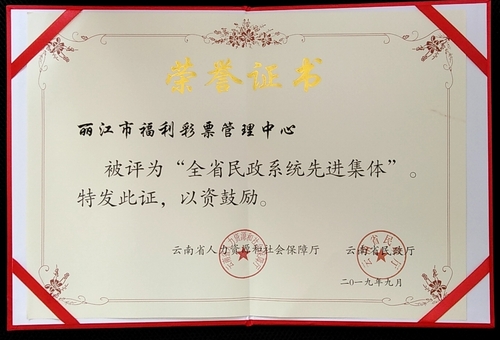 荣誉证书
丽江市福利彩票管理中心
被评为“全省民政系统先进集体”。
特发此证，以资鼓励。
云南省人力资源和社会保障厅 云南省民政厅
二〇一九年九月